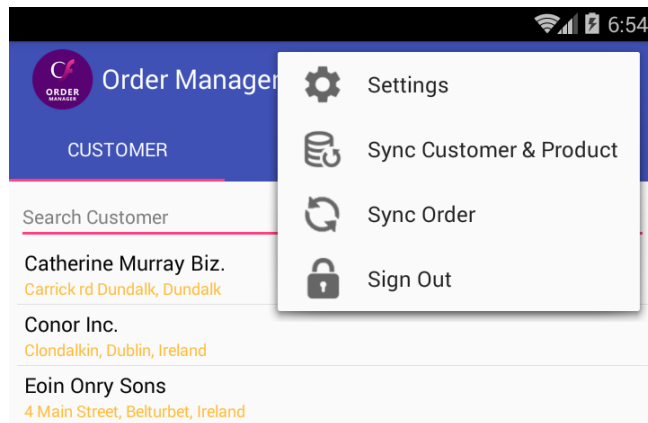 6:54
Cf
ORDER
MANAGER
Order Manager
Settings
Sync Customer & Product
Sync Order
Sign Out
CUSTOMER
Search Customer
Catherine Murray Biz.
Carrick rd Dundalk, Dundalk
Conor Inc.
Clondalkin, Dublin, Ireland
Eoin Onry Sons
4 Main Street, Belturbet, Ireland